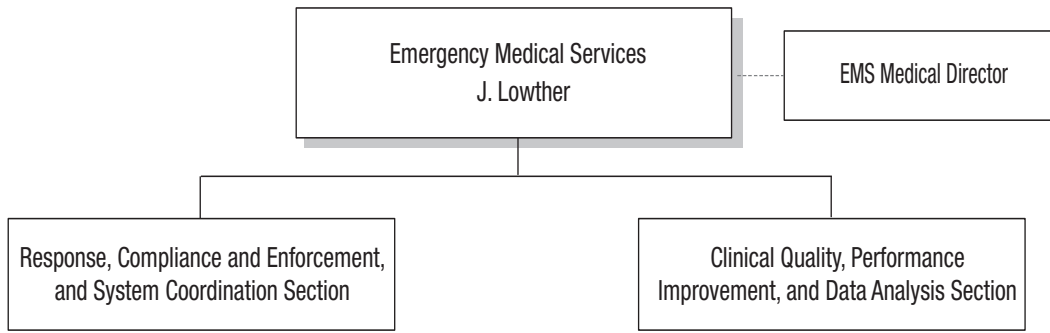 Emergency Medical Services
J. Lowther
EMS Medical Director
Response, Compliance and Enforcement,
and System Coordination Section
Clinical Quality, Performance
Improvement, and Data Analysis Section